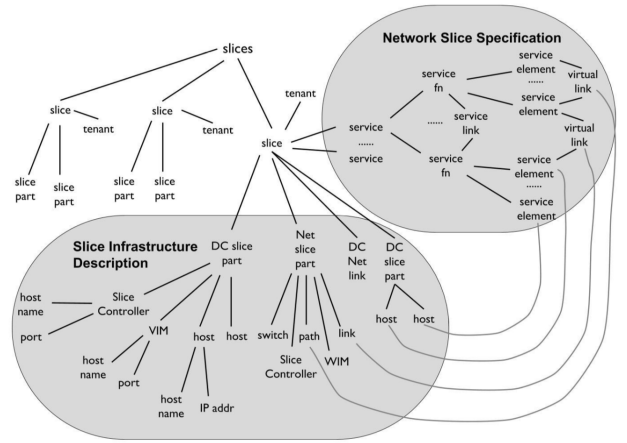 Network Slice Specification
slices
slice
tenant
slice
part
slice
part
slice
tenant
slice
part
slice
part
tenant
slice
service
......
service
service
fn
......
service
link
service
fn
service
element
......
service
element
virtual
link
virtual
link
service
element
......
service
element
Slice Infrastructure
Description
DC slice
part
Net
slice
part
DC
Net
link
DC
slice
part
host
name
port
Slice
Controller
VIM
host
name
port
host
host
host
name
IP addr
switch
path
link
Slice
Controller
WIM
host
host